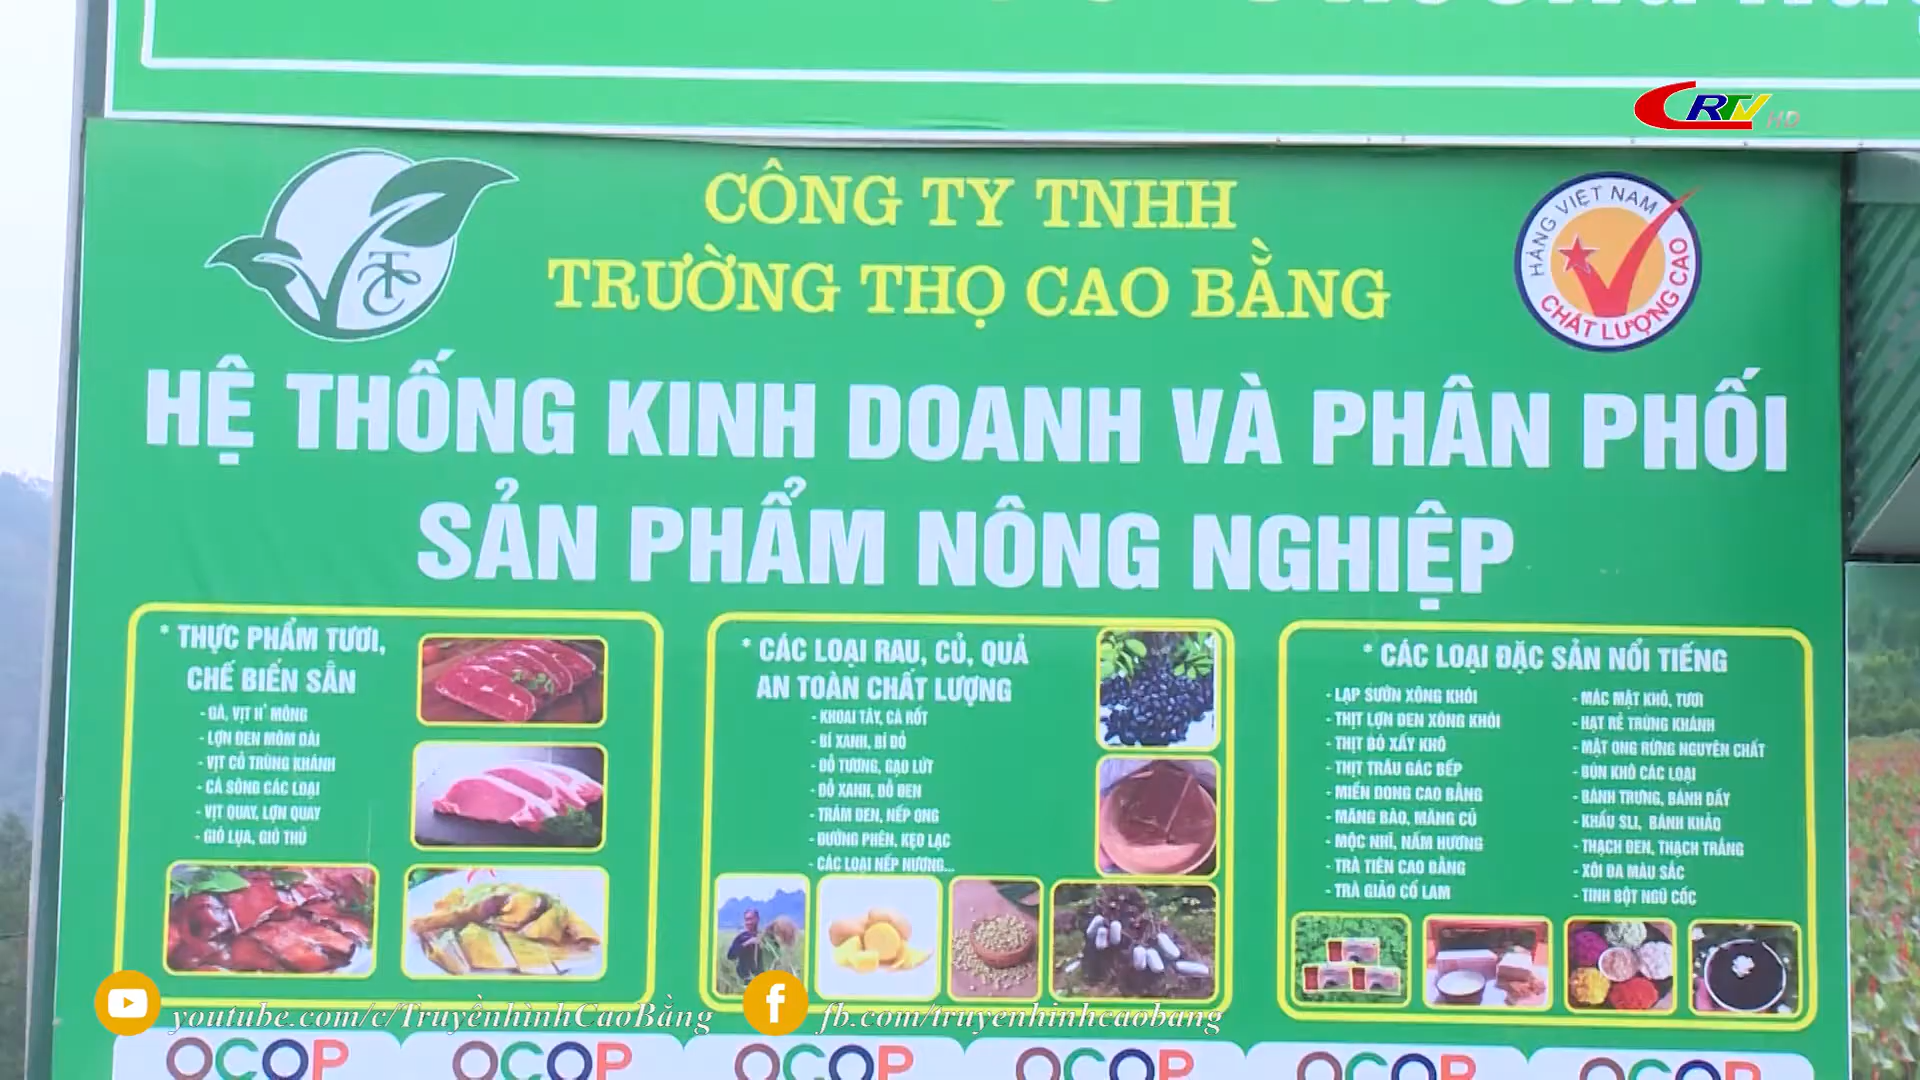 CRTV HD
CÔNG TY TNHH
TRƯỜNG THỌ CAO BẰNG
TC
HÀNG VIỆT NAM
CHẤT LƯỢNG CAO
HỆ THỐNG KINH DOANH VÀ PHÂN PHỐI
SẢN PHẨM NÔNG NGHIỆP
* THỰC PHẨM TƯƠI,
CHẾ BIẾN SẴN
- GÀ, VỊT H' MÔNG
- LỢN ĐEN MÕM DÀI
- VỊT CỎ TRÙNG KHÁNH
- CÁ SÔNG CÁC LOẠI
- VỊT QUAY, LỢN QUAY
- GIÒ LỤA, GIÒ THỦ
* CÁC LOẠI RAU, CỦ, QUẢ
AN TOÀN CHẤT LƯỢNG
- KHOAI TÂY, CÀ RỐT
- BÍ XANH, BÍ ĐỎ
- ĐỖ TƯƠNG, GẠO LỨT
- ĐỖ XANH, ĐỖ ĐEN
- TRÁM ĐEN, NẾP ONG
- ĐƯỜNG PHÊN, KẸO LẠC
- CÁC LOẠI NẾP NƯƠNG...
* CÁC LOẠI ĐẶC SẢN NỔI TIẾNG
- LẠP SƯỜN XÔNG KHÓI
- THỊT LỢN ĐEN XÔNG KHÓI
- THỊT BÒ XẤY KHÔ
- THỊT TRÂU GÁC BẾP
- MIẾN DONG CAO BẰNG
- MĂNG BÀO, MĂNG CỦ
- MỘC NHĨ, NẤM HƯƠNG
- TRÀ TIÊN CAO BẰNG
- TRÀ GIẢO CỔ LAM
- MÁC MẬT KHÔ, TƯƠI
- HẠT RẺ TRÙNG KHÁNH
- MẬT ONG RỪNG NGUYÊN CHẤT
- BÚN KHÔ CÁC LOẠI
- BÁNH TRƯNG, BÁNH DẦY
- KHẨU SLI, BÁNH KHẢO
- THẠCH ĐEN, THẠCH TRẮNG
- XÔI ĐA MÀU SẮC
- TINH BỘT NGŨ CỐC
youtube.com/c/TruyềnhìnhCaoBằng
fb.com/truyenhinhcaobang
OCOP OCOP OCOP OCOP OCOP OCOP